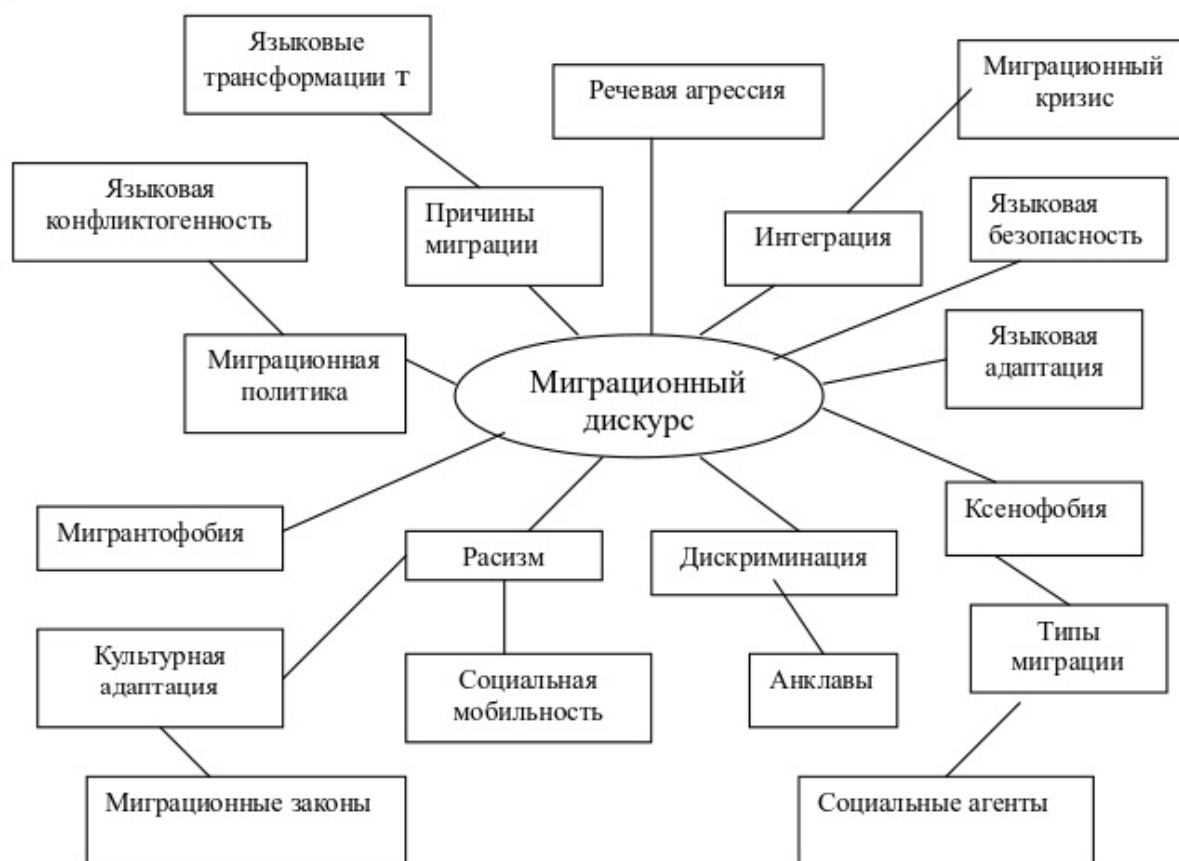 Языковые
трансформации т
Речевая агрессия
Миграционный
кризис
Языковая
конфликтогенность
Причины
миграции
Интеграция
Языковая
безопасность
Миграционная
политика
Миграционный
дискурс
Языковая
адаптация
Мигрантофобия
Расизм
Дискриминация
Ксенофобия
Культурная
адаптация
Социальная
мобильность
Анклавы
Типы
миграции
Миграционные законы
Социальные агенты